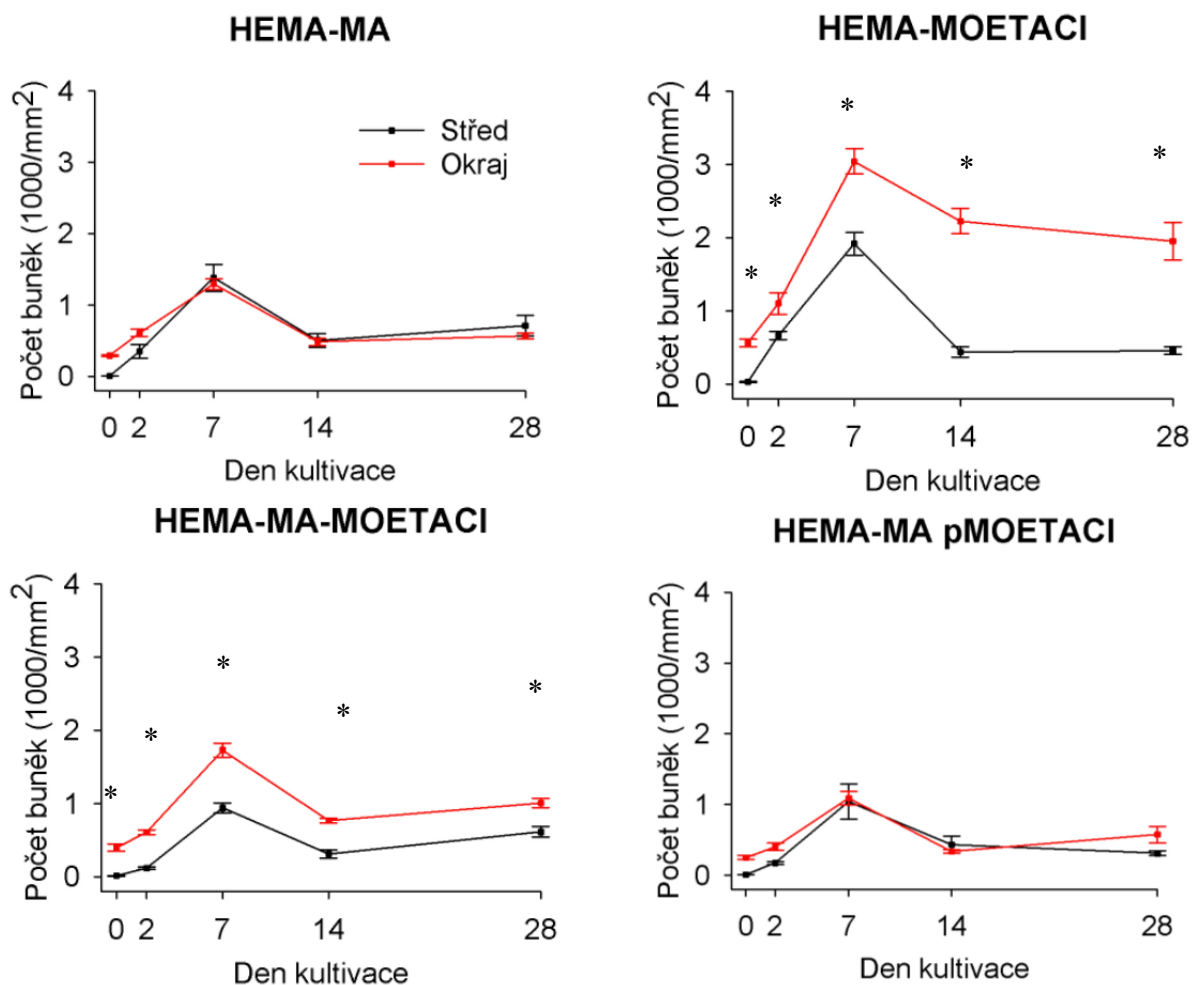 HEMA-MA
Počet buněk (1000/mm²)
4
3
2
1
0
Střed
Okraj
0 2 7 14 28
Den kultivace
HEMA-MOETACl
Počet buněk (1000/mm²)
4
3
2
1
0
* * * * *
0 2 7 14 28
Den kultivace
HEMA-MA-MOETACl
Počet buněk (1000/mm²)
4
3
2
1
0
* * * * *
0 2 7 14 28
Den kultivace
HEMA-MA pMOETACl
Počet buněk (1000/mm²)
4
3
2
1
0
0 2 7 14 28
Den kultivace